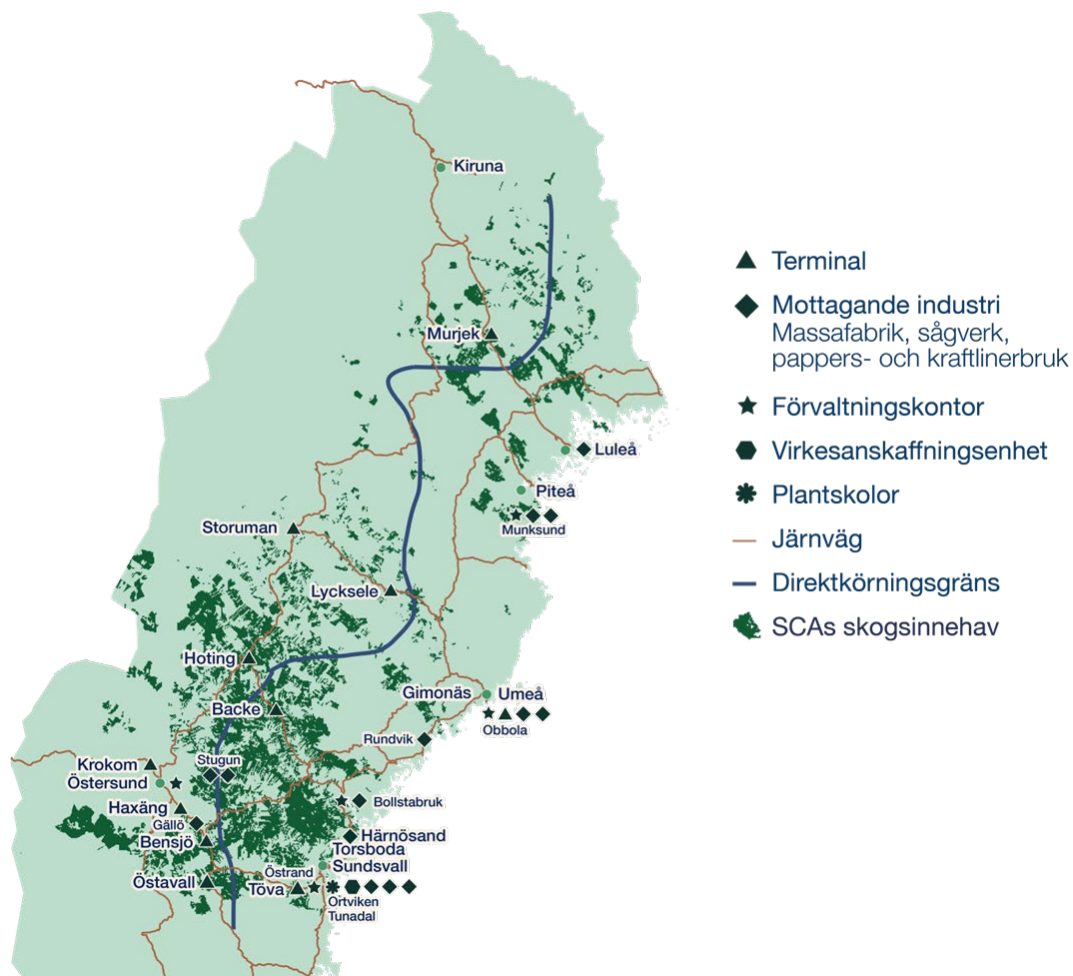 Kiruna
Murjek
Luleå
Piteå
Munksund
Storuman
Lycksele
Hoting
Gimonäs
Umeå
Backe
Obbola
Rundvik
Stugun
Krokom
Östersund
Haxäng
Bollstabruk
Gällö
Bensjö
Härnösand
Torsboda
Sundsvall
Östrand
Östavall
Töva
Ortviken
Tunadal
Terminal
Mottagande industri
Massafabrik, sågverk,
pappers- och kraftlinerbruk
Förvaltningskontor
Virkesanskaffningsenhet
Plantskolor
Järnväg
Direktkörningsgräns
SCAs skogsinnehav